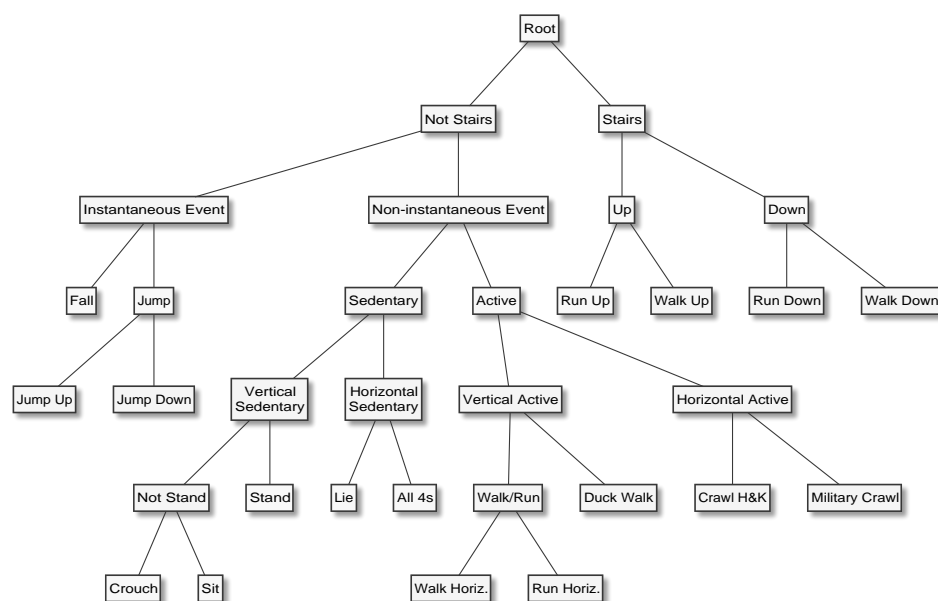 Root
Not Stairs
Stairs
Instantaneous Event
Non-instantaneous Event
Up
Down
Fall
Jump
Sedentary
Active
Run Up
Walk Up
Run Down
Walk Down
Jump Up
Jump Down
Vertical
Sedentary
Horizontal
Sedentary
Vertical Active
Horizontal Active
Not Stand
Stand
Lie
All 4s
Walk/Run
Duck Walk
Crawl H&K
Military Crawl
Crouch
Sit
Walk Horiz.
Run Horiz.